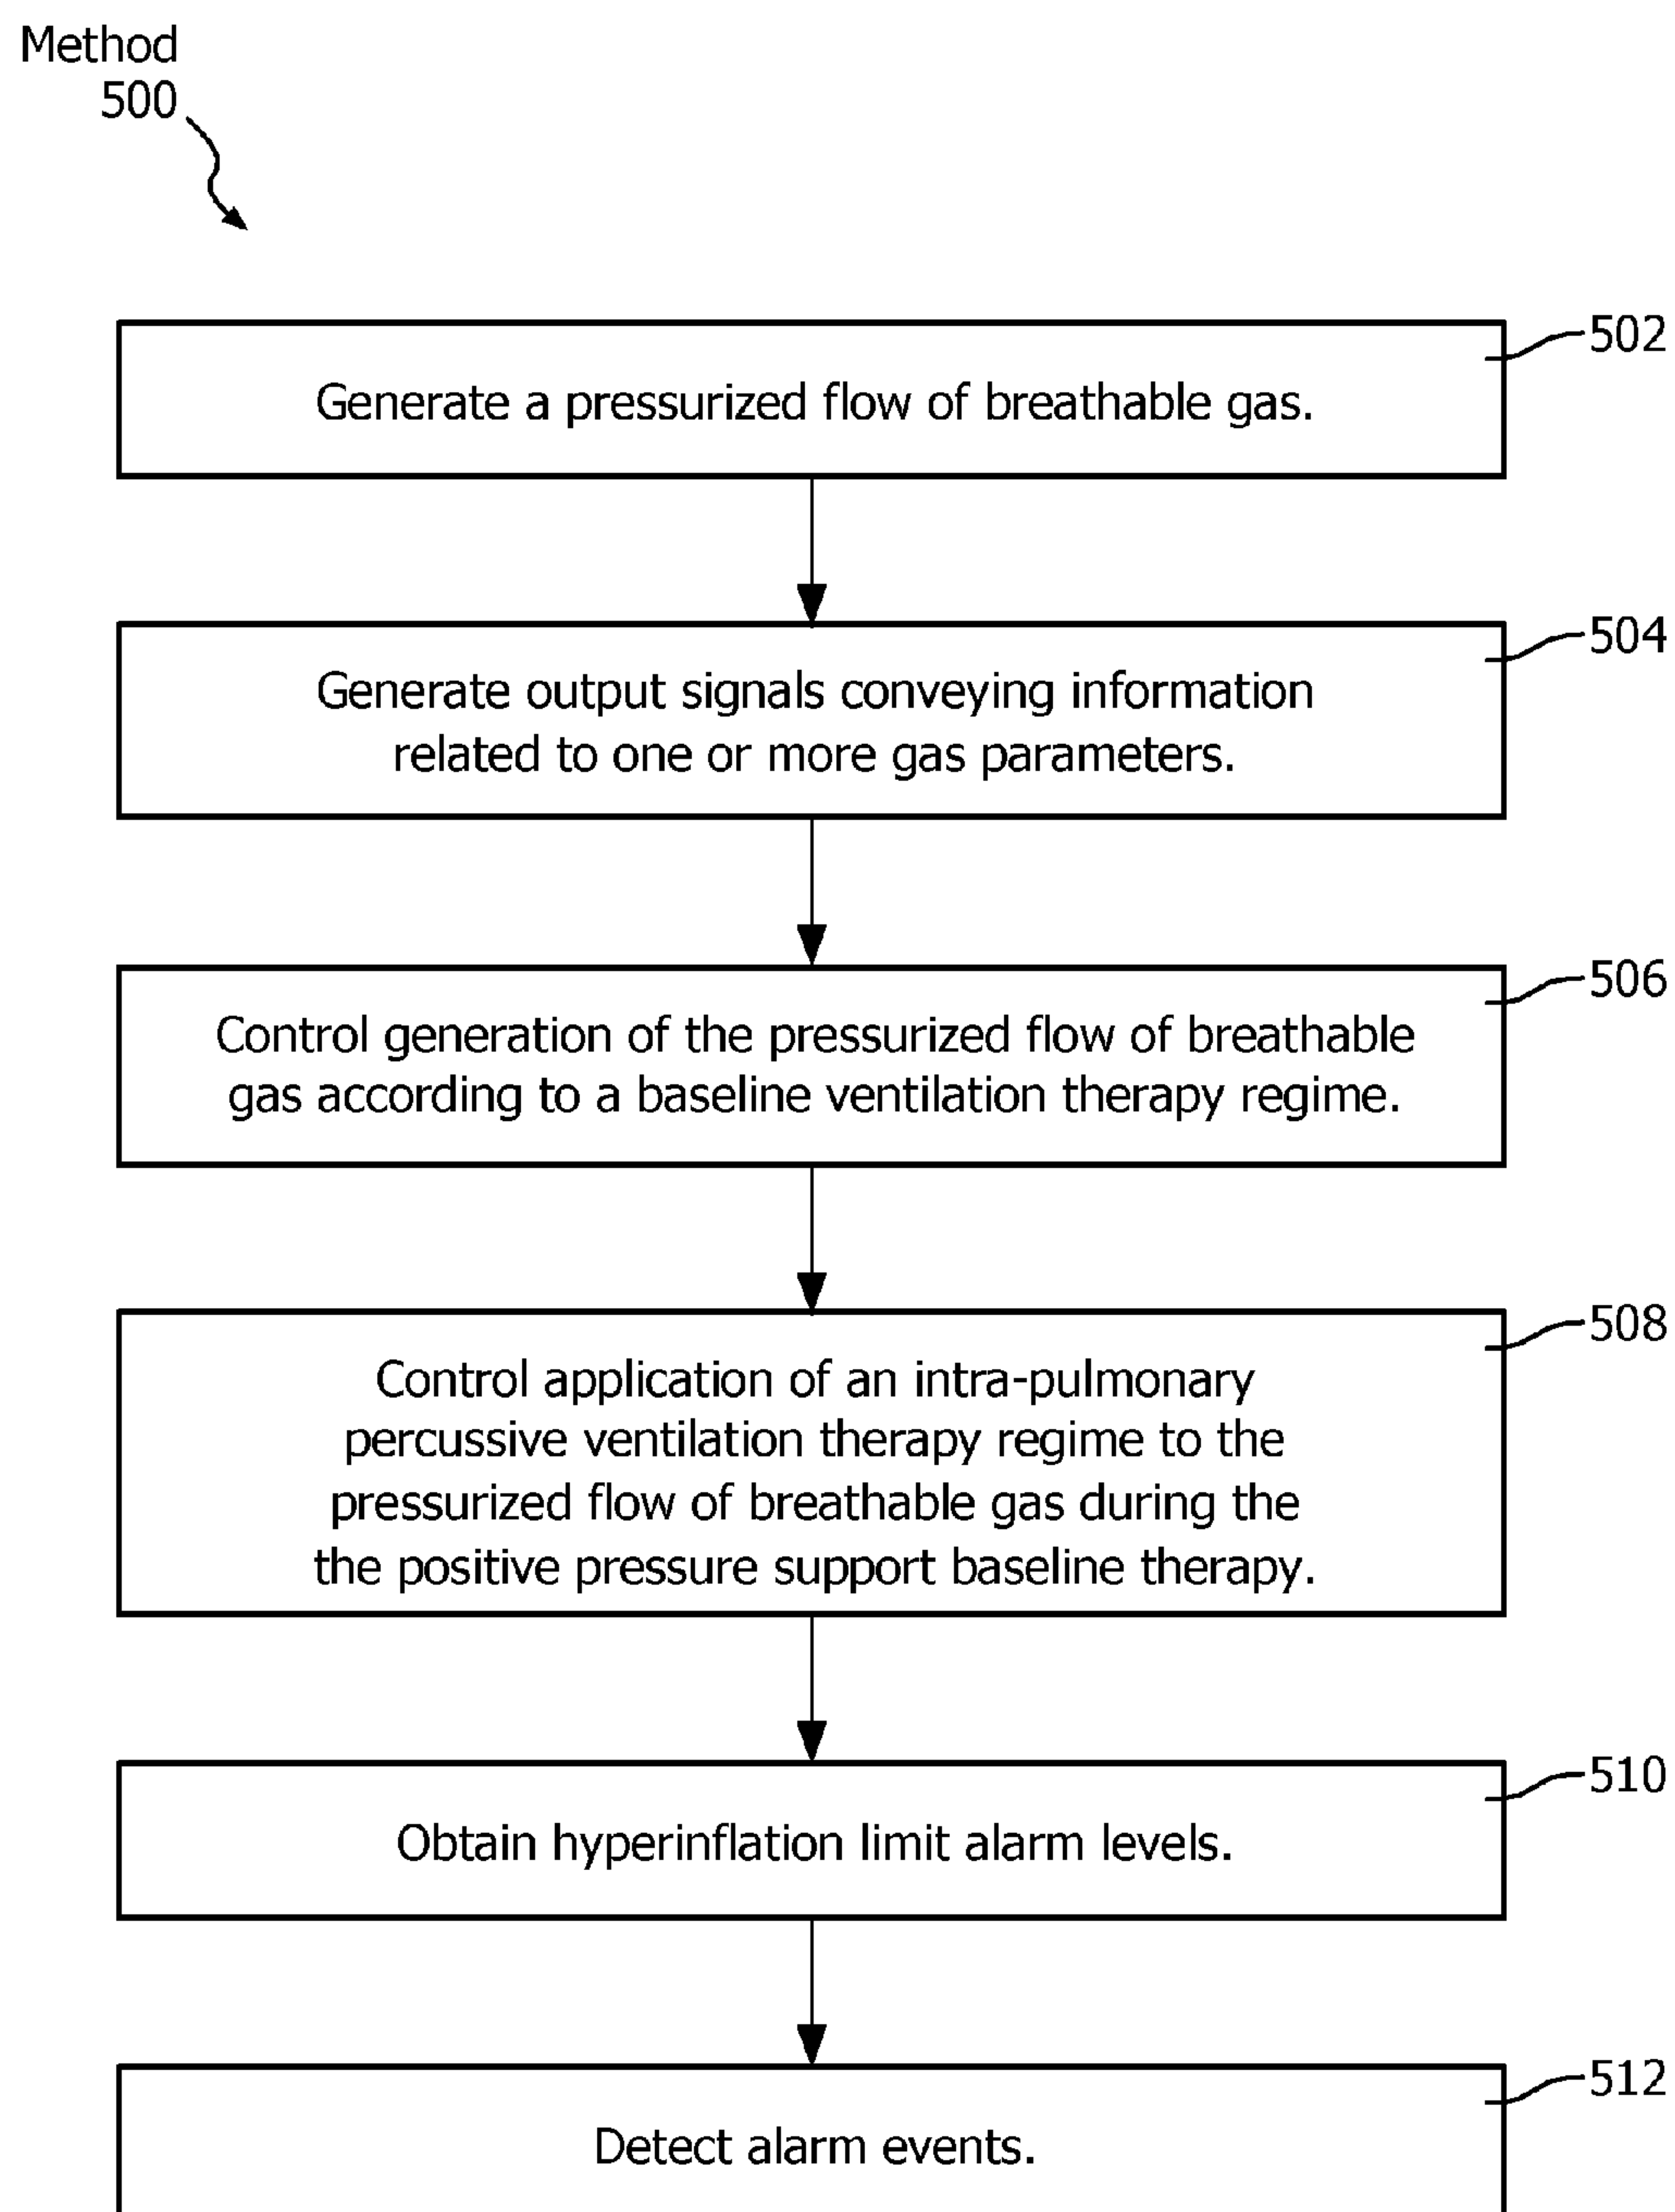 Method
500
502
Generate a pressurized flow of breathable gas.
504
Generate output signals conveying information
related to one or more gas parameters.
506
Control generation of the pressurized flow of breathable
gas according to a baseline ventilation therapy regime.
508
Control application of an intra-pulmonary
percussive ventilation therapy regime to the
pressurized flow of breathable gas during the
the positive pressure support baseline therapy.
510
Obtain hyperinflation limit alarm levels.
512
Detect alarm events.